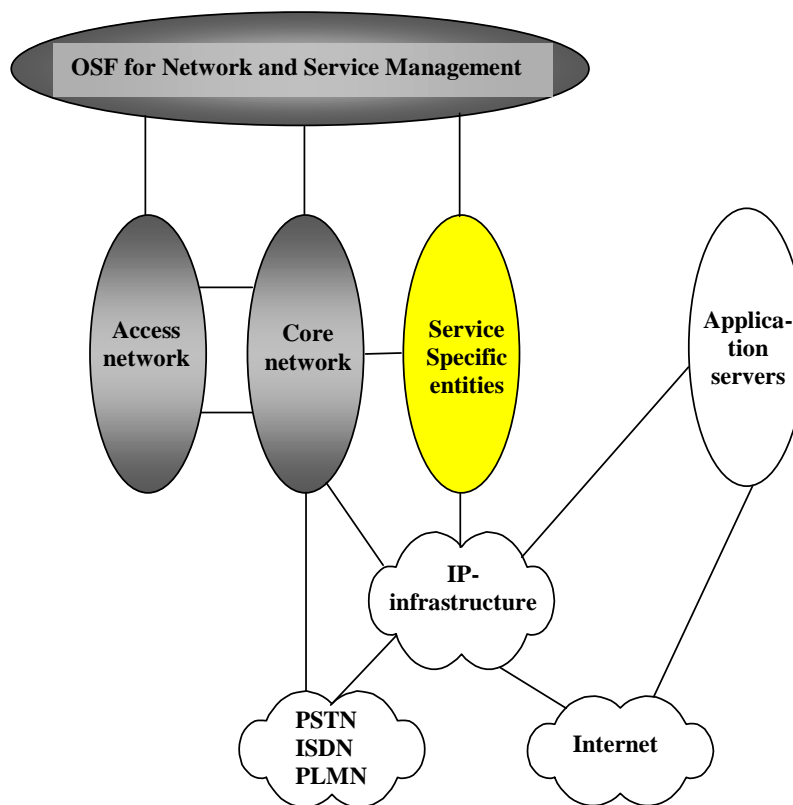 OSF for Network and Service Management
Access
network
Core
network
Service
Specific
entities
Applica-
tion
servers
IP-
infrastructure
PSTN
ISDN
PLMN
Internet